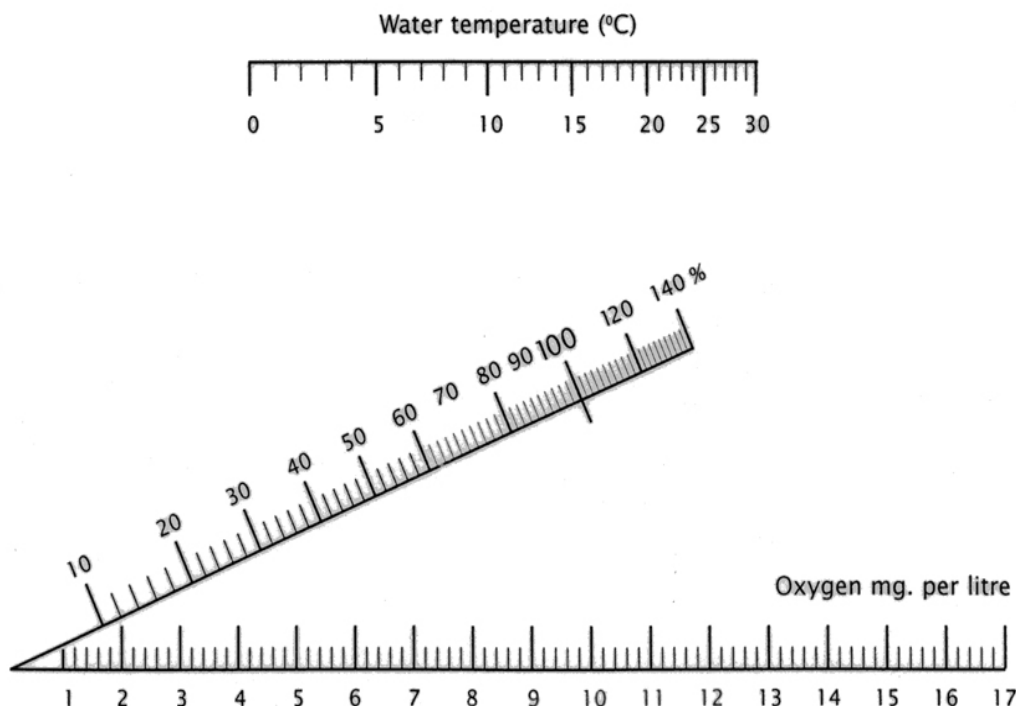 Water temperature (ºC)
0 5 10 15 20 25 30
10 20 30 40 50 60 70 80 90 100 120 140 %
Oxygen mg. per litre
1 2 3 4 5 6 7 8 9 10 11 12 13 14 15 16 17